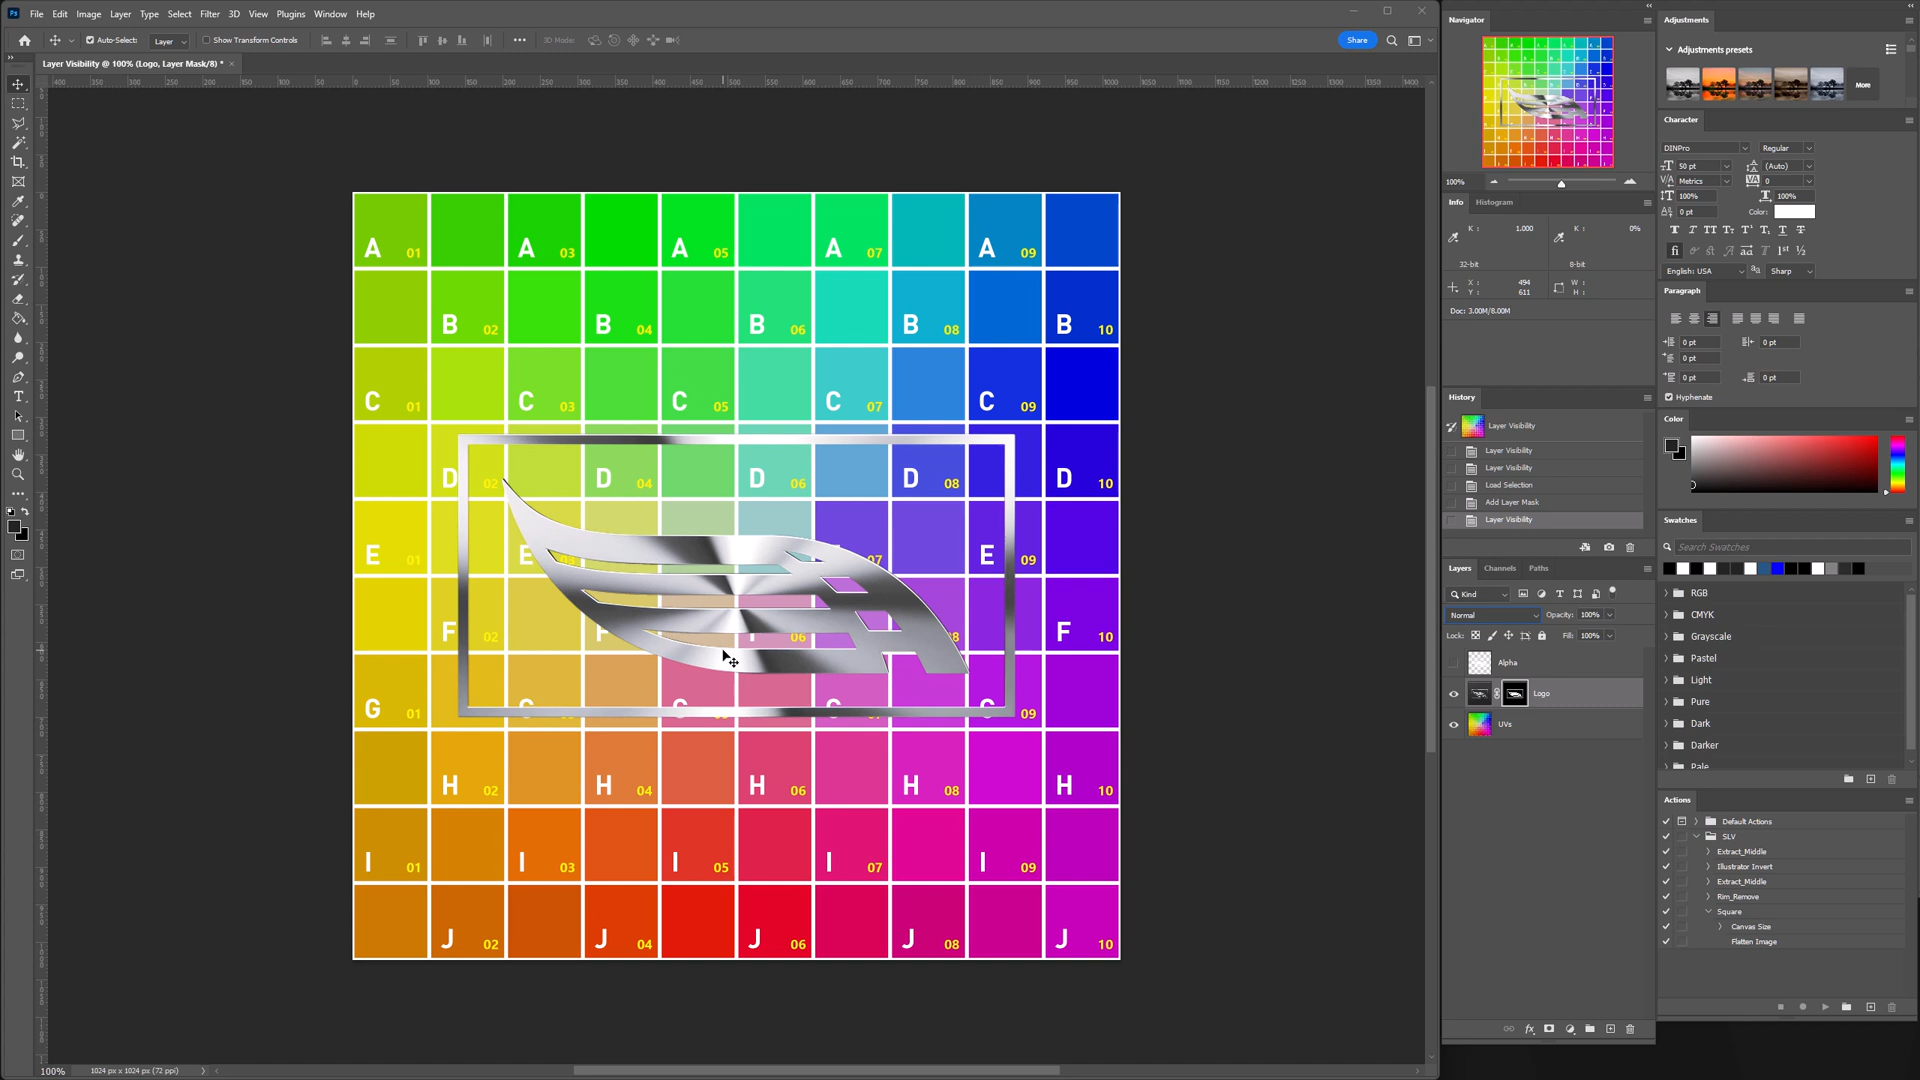 File Edit Image Layer Type Select Filter 3D View Plugins Window Help
Auto-Select: Layer Show Transform Controls 3D Mode: Share
Layer Visibility @ 100% (Logo, Layer Mask/8) *
A 01 A 03 A 05 A 07 A 09
B 02 B 04 B 06 B 08 B 10
C 01 C 03 C 05 C 07 C 09
D 02 D 04 D 06 D 08 D 10
E 01 E 03 07 E 09
F 02 F 06 08 F 10
G 01 G G G G 09
H 02 H 04 H 06 H 08 H 10
I 01 I 03 I 05 I 07 I 09
J 02 J 04 J 06 J 08 J 10
100% 1024 px x 1024 px (72 ppi)
Navigator
100%
Info Histogram
K : 1.000 K : 0%
32-bit 8-bit
X : 494 W :
Y : 611 H :
Doc: 3.00M/8.00M
History
Layer Visibility
Layer Visibility
Layer Visibility
Load Selection
Add Layer Mask
Layer Visibility
Layers Channels Paths
Kind
Normal Opacity: 100%
Lock: Fill: 100%
Alpha
Logo
UVs
Adjustments
Adjustments presets
More
Character
DINPro Regular
50 pt (Auto)
Metrics 0
100% 100%
0 pt Color:
English: USA Sharp
Paragraph
0 pt 0 pt
0 pt
0 pt 0 pt
Hyphenate
Color
Swatches
Search Swatches
RGB
CMYK
Grayscale
Pastel
Light
Pure
Dark
Darker
Pale
Actions
Default Actions
SLV
Extract_Middle
Illustrator Invert
Extract_Middle
Rim_Remove
Square
Canvas Size
Flatten Image